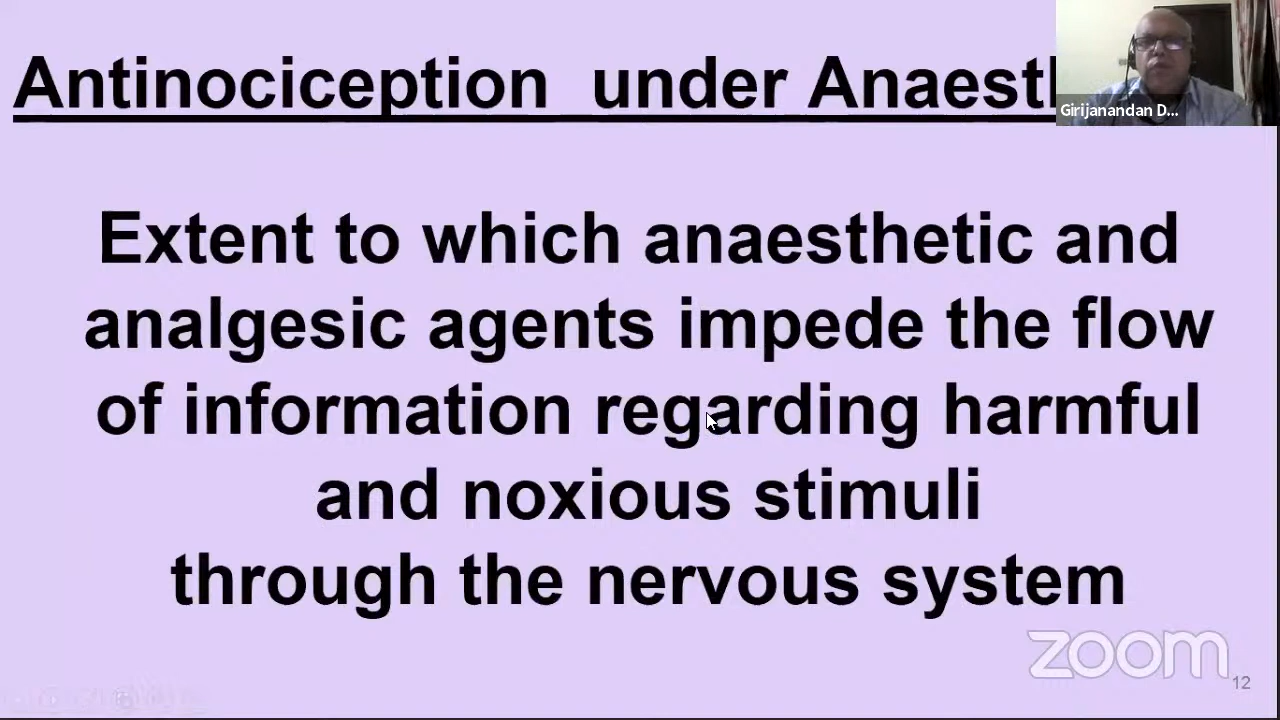 Antinociception under Anaest
Girijanandan D...
Extent to which anaesthetic and
analgesic agents impede the flow
of information regarding harmful
and noxious stimuli
through the nervous system
zoom
12